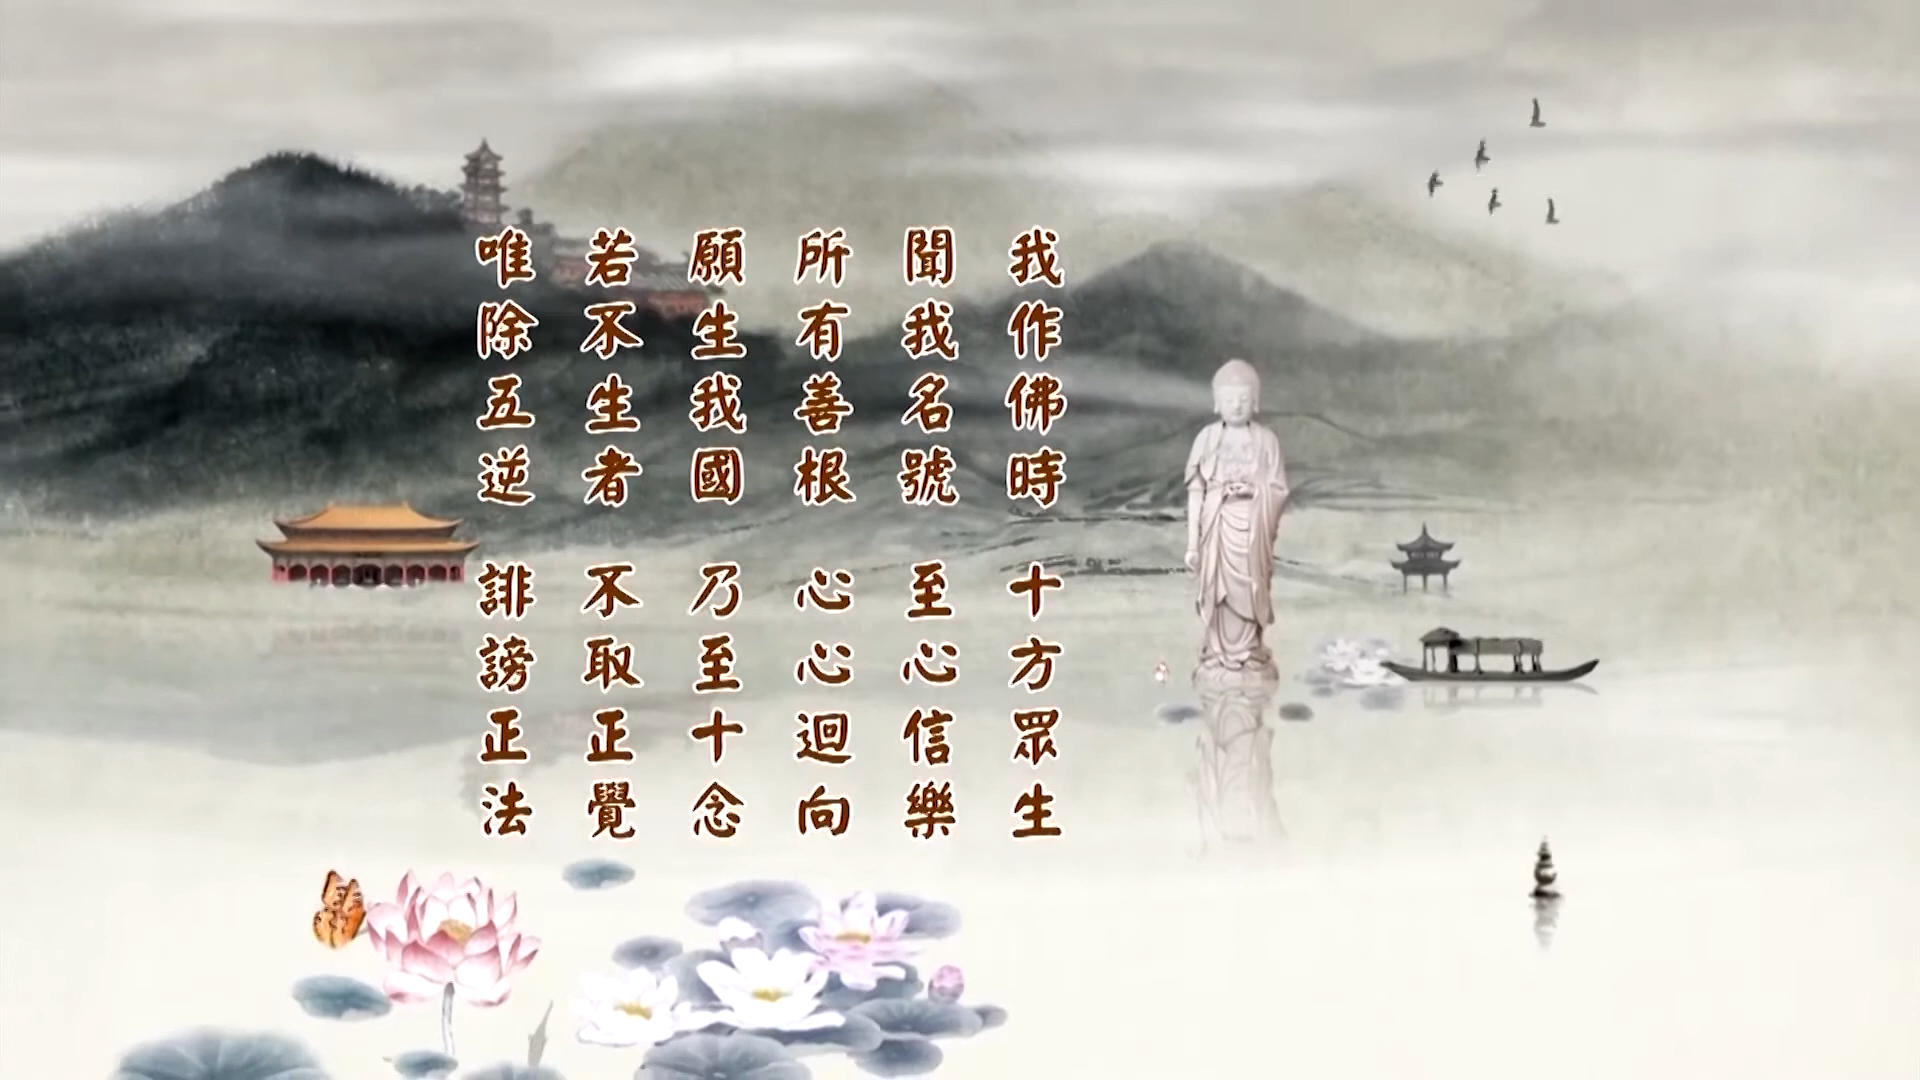 我作佛時 十方眾生
聞我名號 至心信樂
所有善根 心心迴向
願生我國 乃至十念
若不生者 不取正覺
唯除五逆 誹謗正法